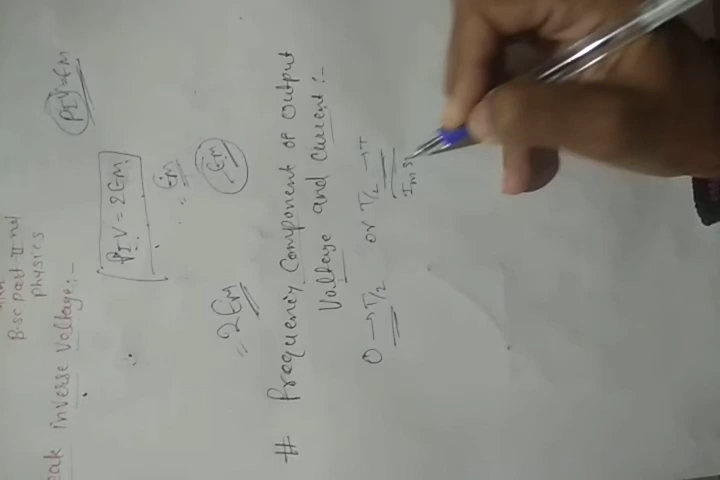 B.sc part-II nd
Physics
eak inverse voltage:-
PIV = 2Em
PIV = Em
= Em
= 2Em
Em
# Frequency Component of output
Voltage and Current:-
0 → T/2 or T/2 → T
Im s